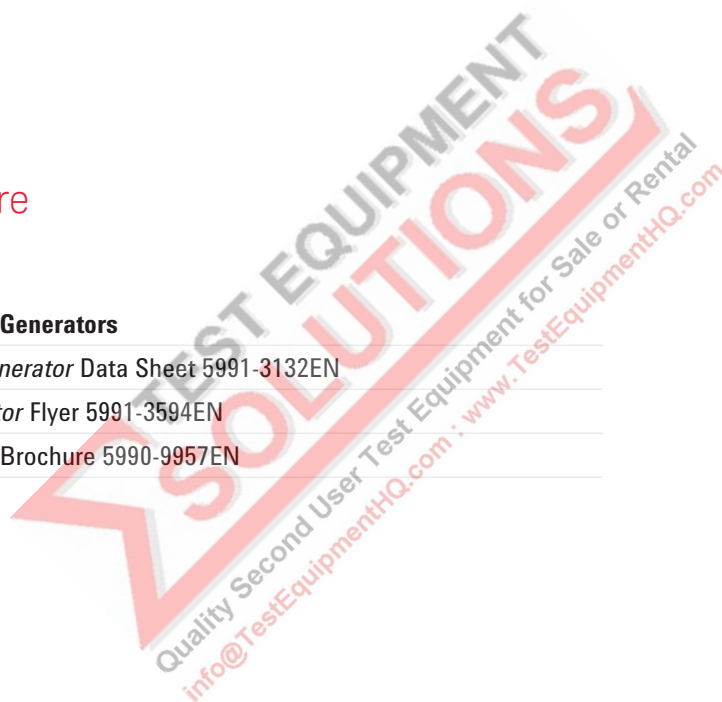 re
Generators
nerator Data Sheet 5991-3132EN
tor Flyer 5991-3594EN
Brochure 5990-9957EN
TEST EQUIPMENT
SOLUTIONS
Quality Second User Test Equipment for Sale or Rental
info@TestEquipmentHQ.com : www.TestEquipmentHQ.com